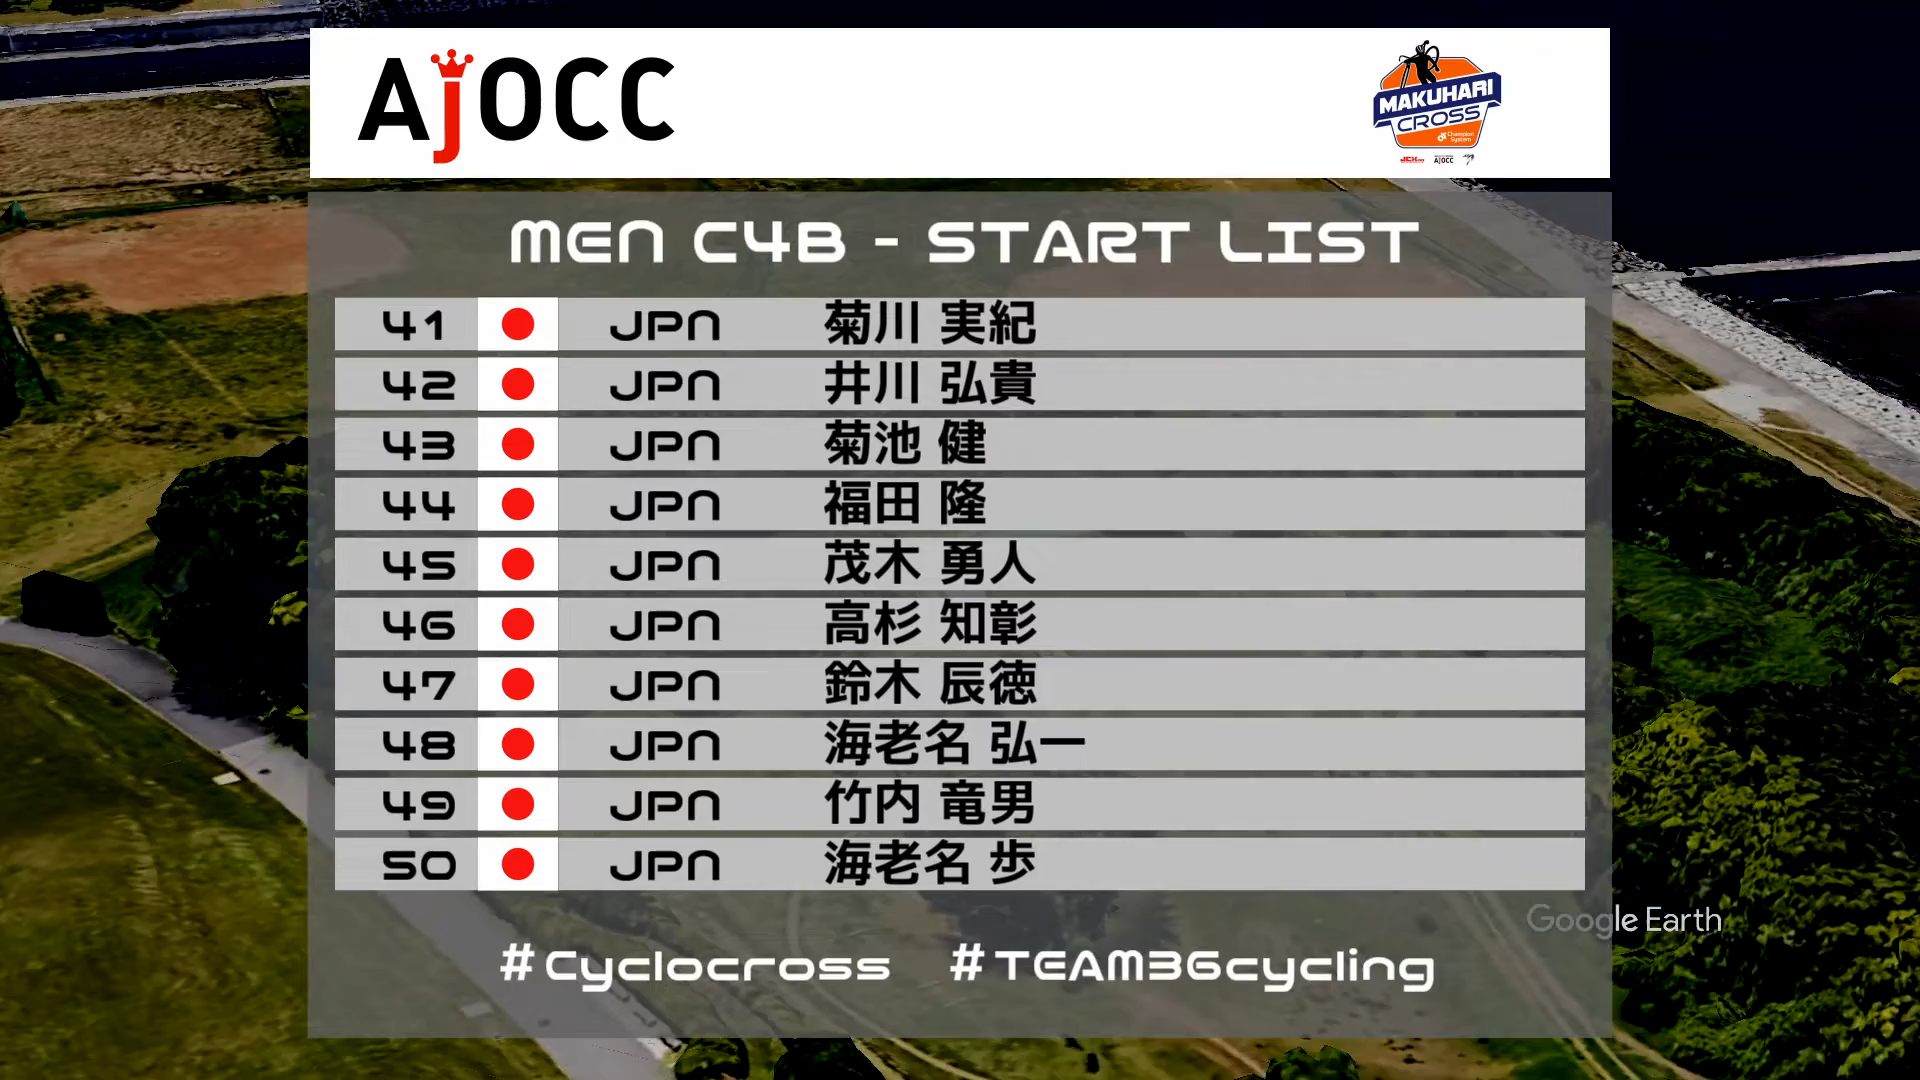 AJOCC
MAKUHARI
CROSS
Champion
System
AJOCC
MEN C4B - START LIST
41 JPN 菊川 実紀
42 JPN 井川 弘貴
43 JPN 菊池 健
44 JPN 福田 隆
45 JPN 茂木 勇人
46 JPN 高杉 知彰
47 JPN 鈴木 辰徳
48 JPN 海老名 弘一
49 JPN 竹内 竜男
50 JPN 海老名 歩
Google Earth
#Cyclocross #TEAM36cycling